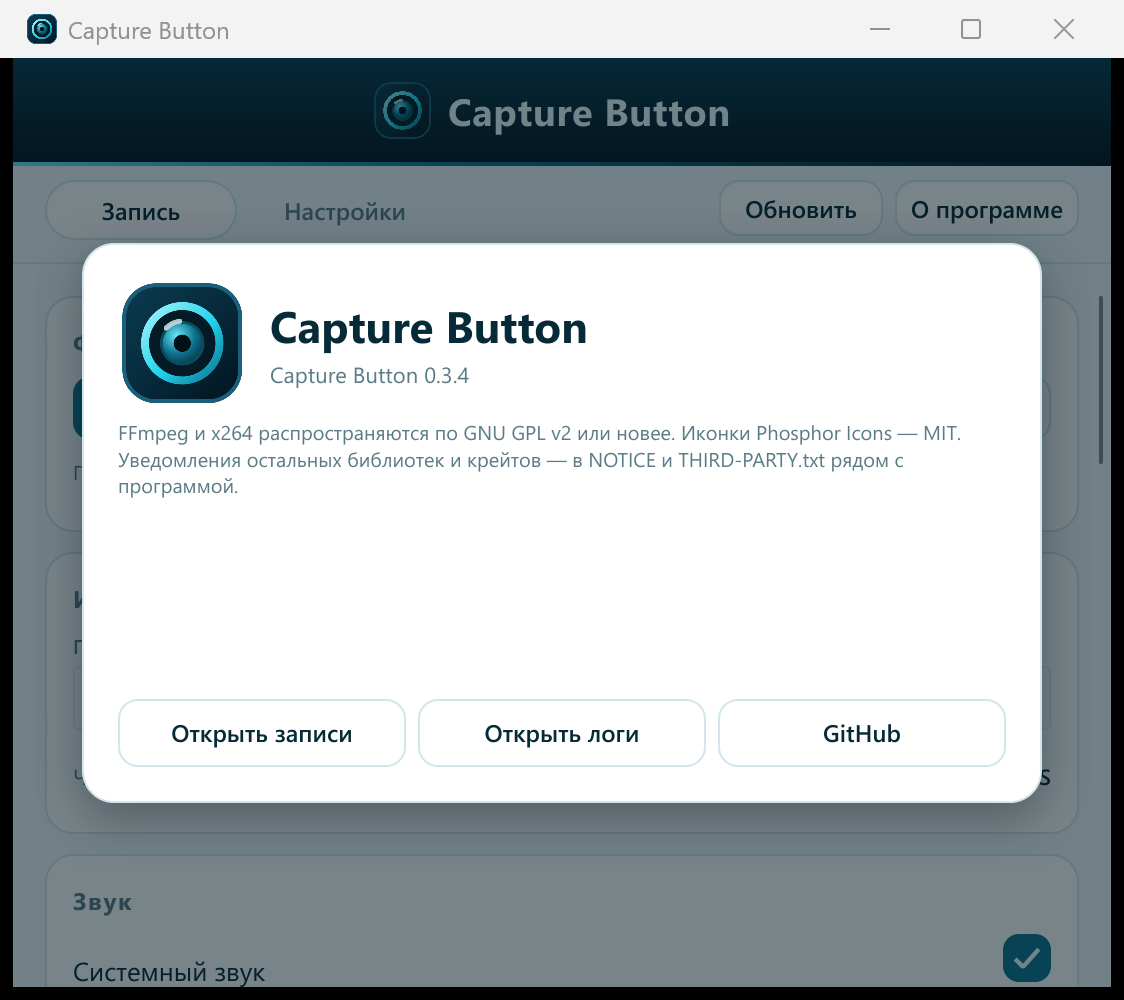 Capture Button
Capture Button
Запись
Настройки
Обновить
О программе
Capture Button
Capture Button 0.3.4
FFmpeg и x264 распространяются по GNU GPL v2 или новее. Иконки Phosphor Icons — MIT.
Уведомления остальных библиотек и крейтов — в NOTICE и THIRD-PARTY.txt рядом с
программой.
Открыть записи
Открыть логи
GitHub
Звук
Системный звук